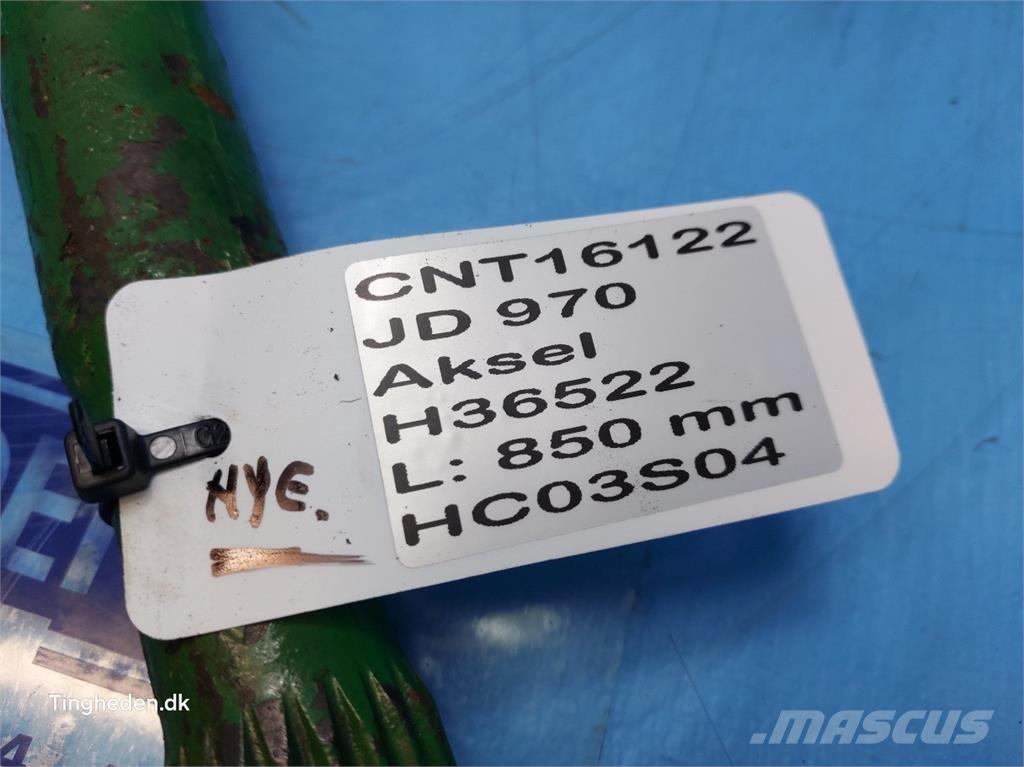 CNT16122
JD 970
Aksel
H36522
L: 850 mm
HC03S04
NYE.
Tingheden.dk
MASCUS